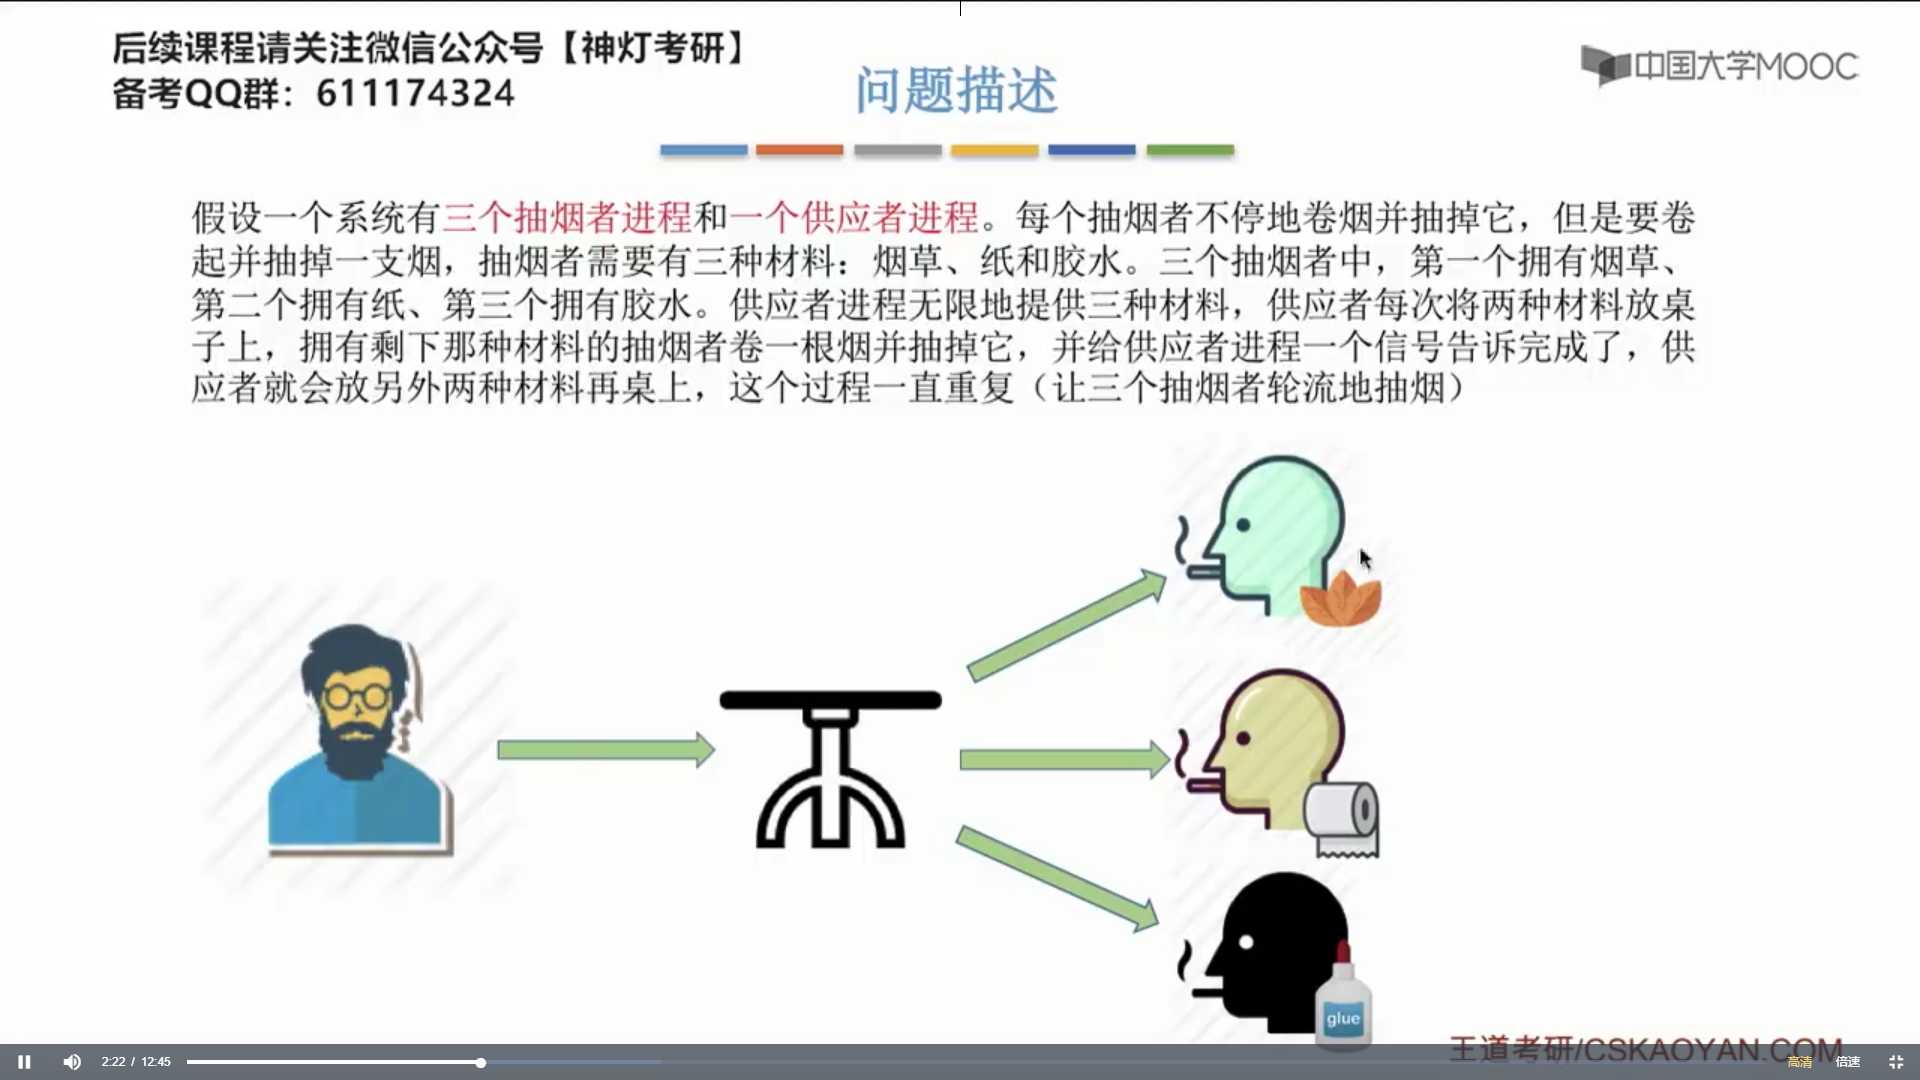 后续课程请关注微信公众号【神灯考研】
备考QQ群：611174324
问题描述
中国大学MOOC
假设一个系统有三个抽烟者进程和一个供应者进程。每个抽烟者不停地卷烟并抽掉它，但是要卷
起并抽掉一支烟，抽烟者需要有三种材料：烟草、纸和胶水。三个抽烟者中，第一个拥有烟草、
第二个拥有纸、第三个拥有胶水。供应者进程无限地提供三种材料，供应者每次将两种材料放桌
子上，拥有剩下那种材料的抽烟者卷一根烟并抽掉它，并给供应者进程一个信号告诉完成了，供
应者就会放另外两种材料再桌上，这个过程一直重复（让三个抽烟者轮流地抽烟）
glue
王道考研/CSKAOYAN.COM
2:22 / 12:45
高清
倍速